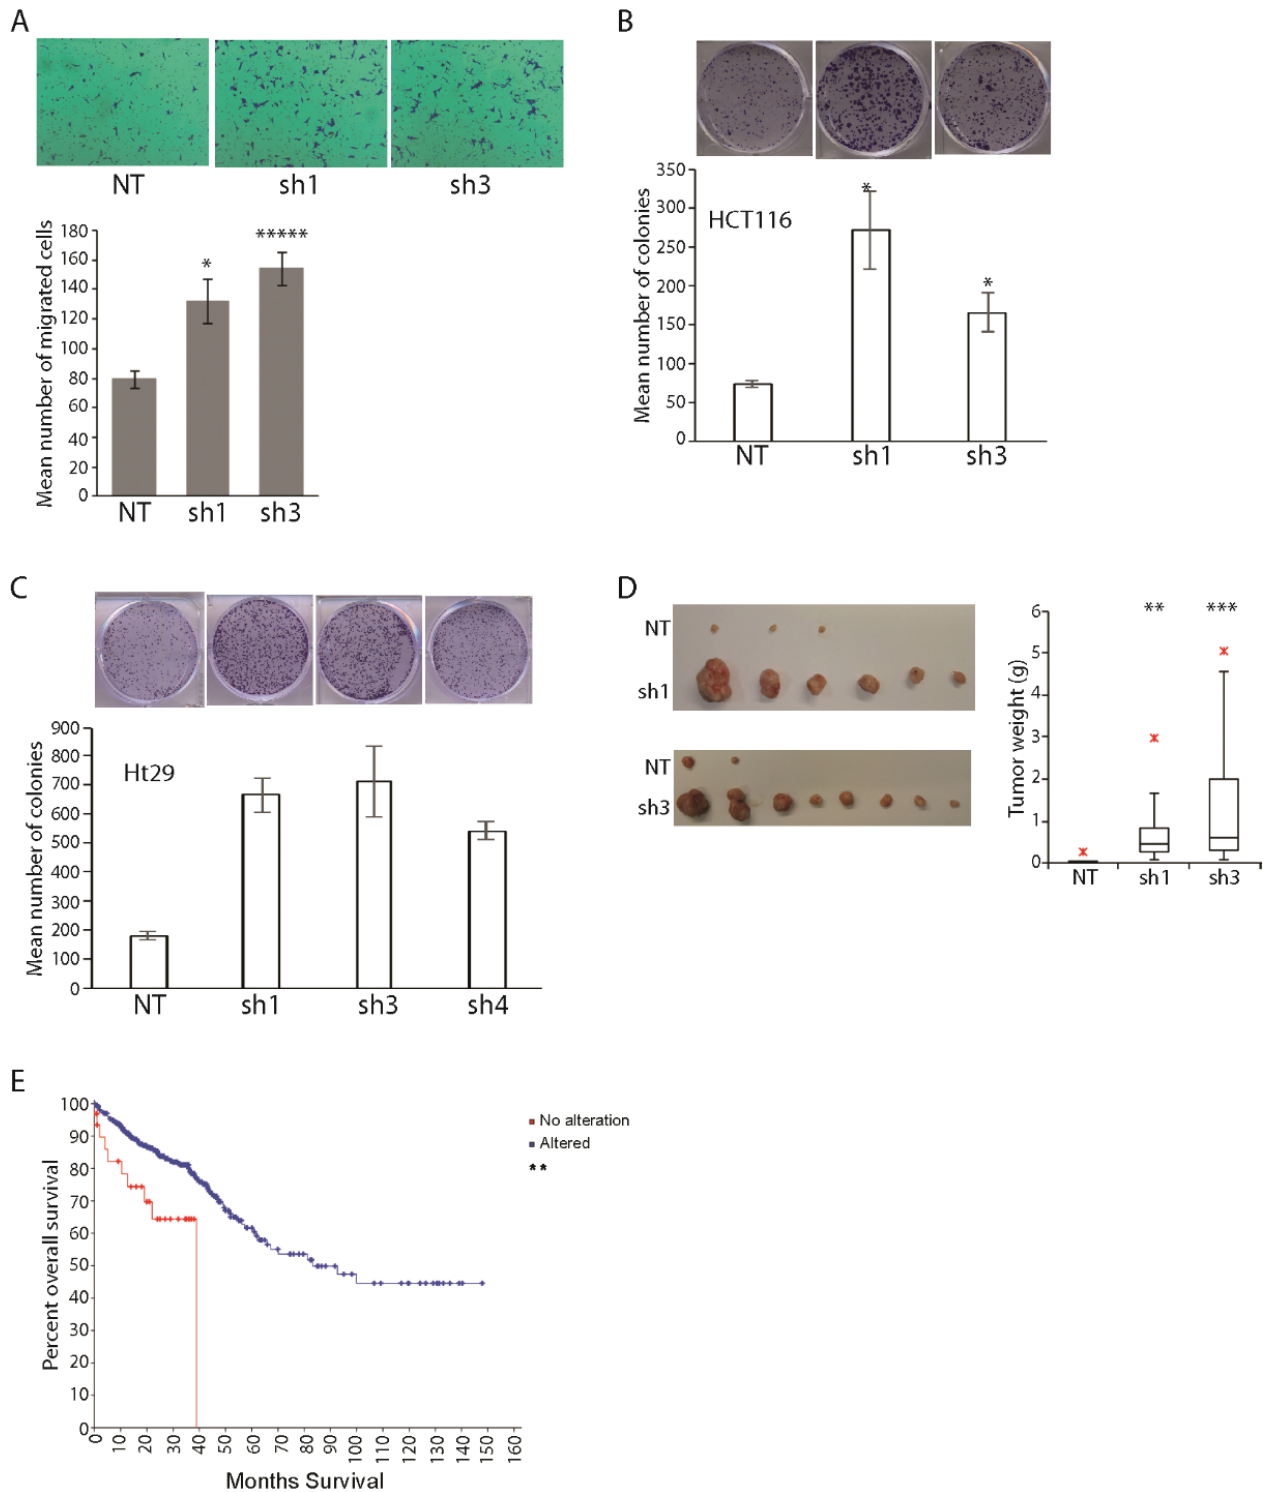 A
NT sh1 sh3
Mean number of migrated cells
180
160
140
120
100
80
60
40
20
0
*
*****
NT sh1 sh3
B
Mean number of colonies
350
300
250
200
150
100
50
0
HCT116
*
*
NT sh1 sh3
C
Mean number of colonies
900
800
700
600
500
400
300
200
100
0
Ht29
NT sh1 sh3 sh4
D
NT
sh1
NT
sh3
Tumor weight (g)
6
5
4
3
2
1
0
** ***
NT sh1 sh3
E
Percent overall survival
100
90
80
70
60
50
40
30
20
10
0
No alteration
Altered
**
0 10 20 30 40 50 60 70 80 90 100 110 120 130 140 150 160
Months Survival